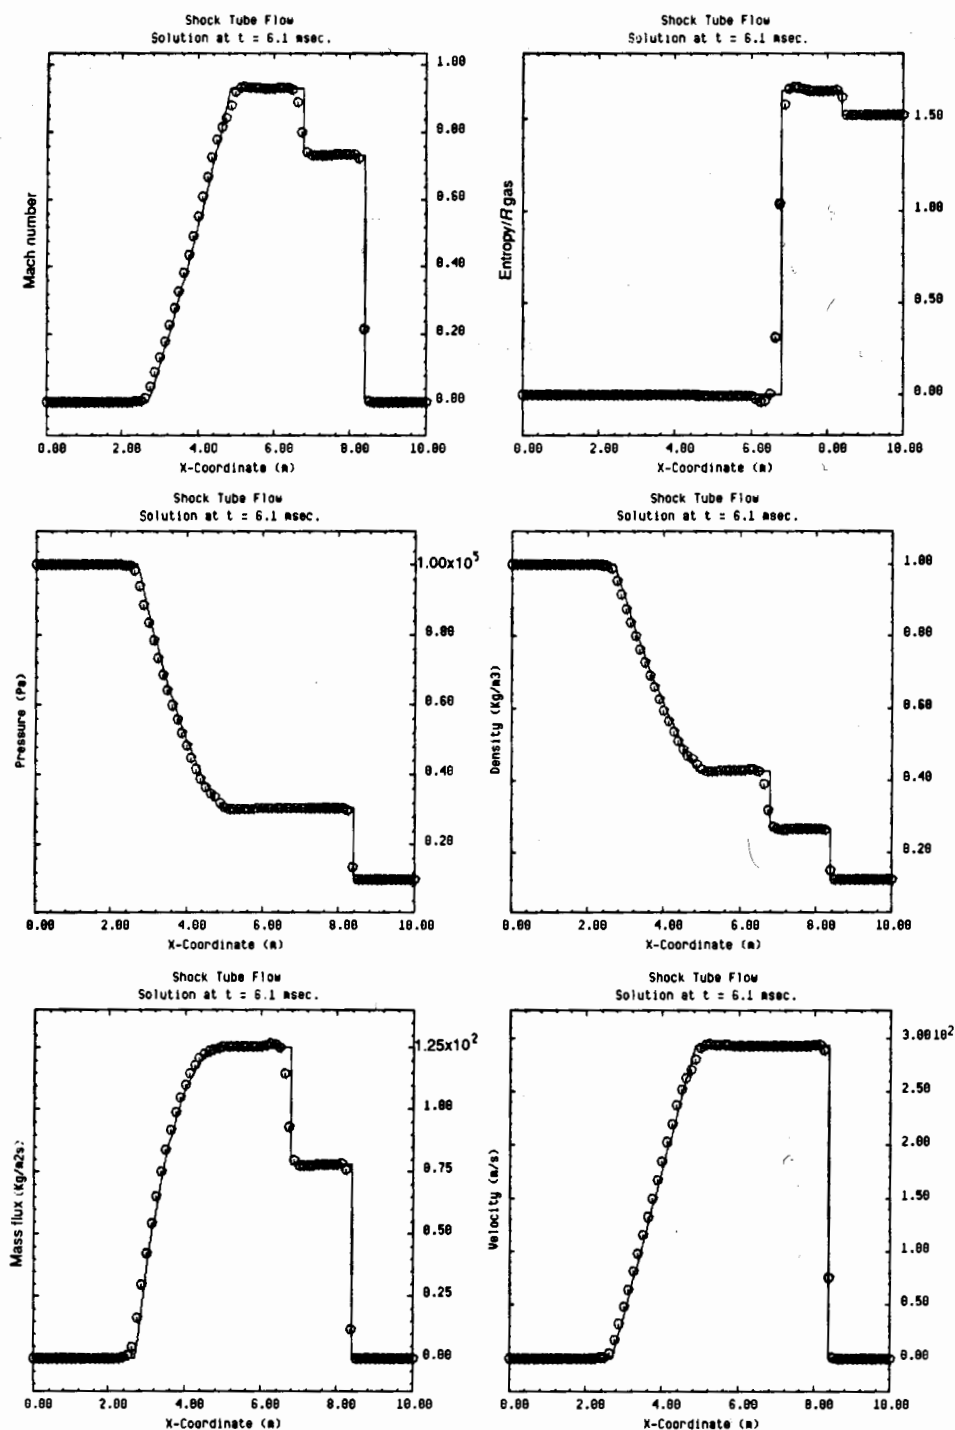 Shock Tube Flow
Solution at t = 6.1 msec.
1.00
0.80
0.60
0.40
0.20
0.00
Mach number
0.00 2.00 4.00 6.00 8.00 10.00
X-Coordinate (m)
Shock Tube Flow
Solution at t = 6.1 msec.
1.50
1.00
0.50
0.00
Entropy/Rgas
0.00 2.00 4.00 6.00 8.00 10.00
X-Coordinate (m)
Shock Tube Flow
Solution at t = 6.1 msec.
1.00x10^5
0.80
0.60
0.40
0.20
Pressure (Pa)
0.00 2.00 4.00 6.00 8.00 10.00
X-Coordinate (m)
Shock Tube Flow
Solution at t = 6.1 msec.
1.00
0.80
0.60
0.40
0.20
Density (Kg/m3)
0.00 2.00 4.00 6.00 8.00 10.00
X-Coordinate (m)
Shock Tube Flow
Solution at t = 6.1 msec.
1.25x10^2
1.00
0.75
0.50
0.25
0.00
Mass flux (Kg/m2s)
0.00 2.00 4.00 6.00 8.00 10.00
X-Coordinate (m)
Shock Tube Flow
Solution at t = 6.1 msec.
3.00 10^2
2.50
2.00
1.50
1.00
0.50
0.00
Velocity (m/s)
0.00 2.00 4.00 6.00 8.00 10.00
X-Coordinate (m)